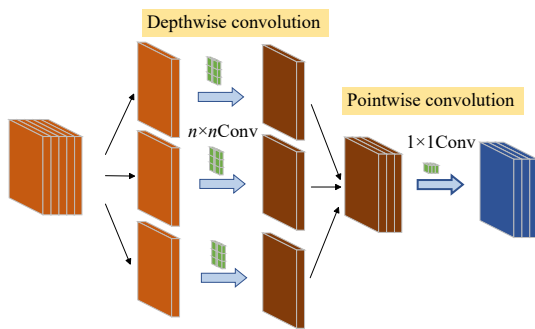 Depthwise convolution
n×nConv
Pointwise convolution
1×1Conv